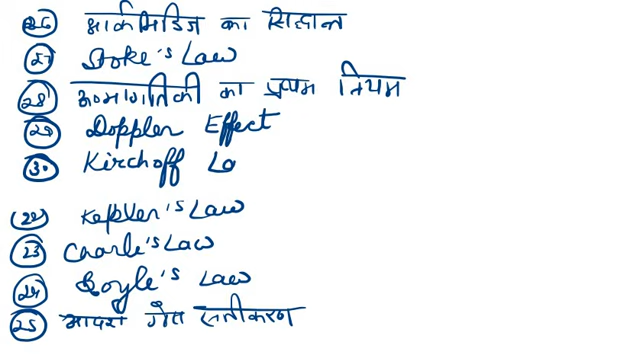 26 आर्कमिडिज का सिद्धान्त
27 Stoke's Law
28 ऊष्मागतिकी का प्रथम नियम
29 Doppler Effect
30 Kirchoff Lo
22 Kepler's Law
23 Charle's Law
24 Boyle's Law
25 आदर्श गैस समीकरण